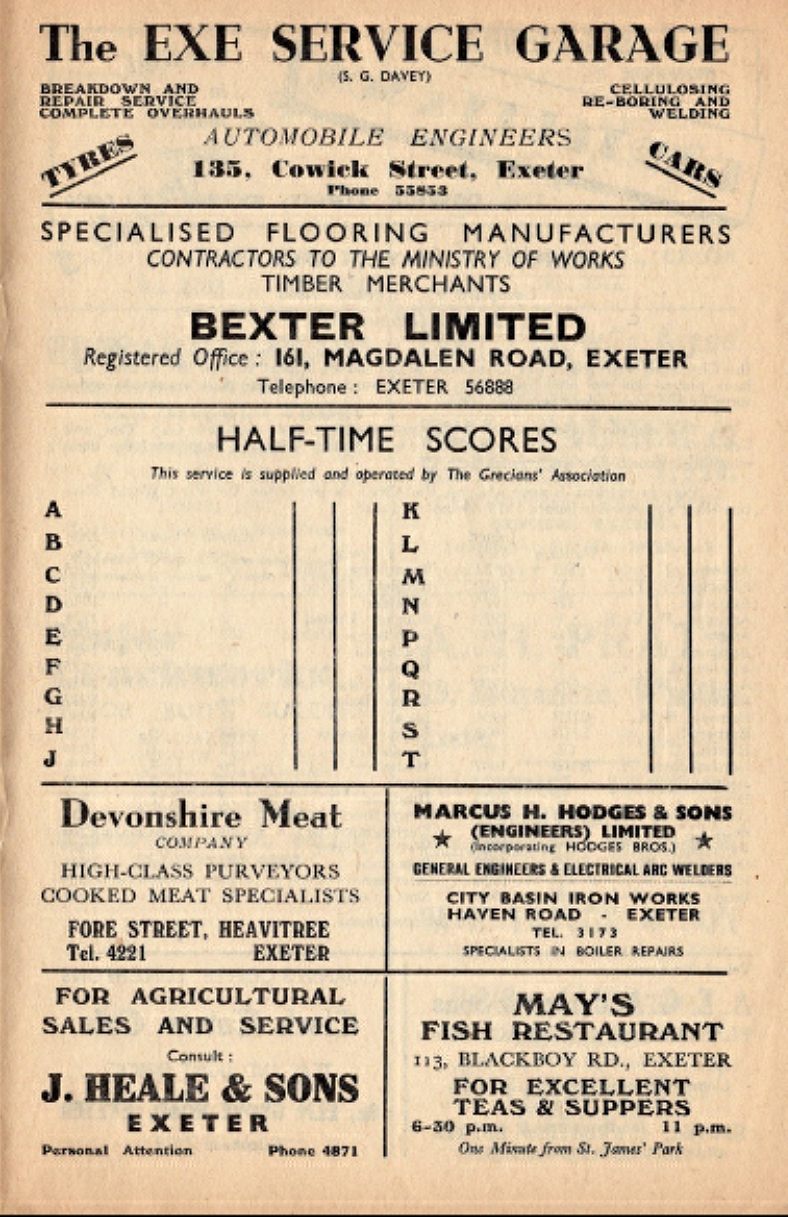 The EXE SERVICE GARAGE
(S. G. DAVEY)
BREAKDOWN AND
REPAIR SERVICE
COMPLETE OVERHAULS
CELLULOSING
RE-BORING AND
WELDING
AUTOMOBILE ENGINEERS
TYRES
135, Cowick Street, Exeter
CARS
Phone 55853
SPECIALISED FLOORING MANUFACTURERS
CONTRACTORS TO THE MINISTRY OF WORKS
TIMBER MERCHANTS
BEXTER LIMITED
Registered Office : 161, MAGDALEN ROAD, EXETER
Telephone : EXETER 56888
HALF-TIME SCORES
This service is supplied and operated by The Grecians' Association
A
B
C
D
E
F
G
H
J
K
L
M
N
P
Q
R
S
T
Devonshire Meat
COMPANY
HIGH-CLASS PURVEYORS
COOKED MEAT SPECIALISTS
FORE STREET, HEAVITREE
Tel. 4221 EXETER
MARCUS H. HODGES & SONS
(ENGINEERS) LIMITED
(Incorporating HODGES BROS.)
GENERAL ENGINEERS & ELECTRICAL ARC WELDERS
CITY BASIN IRON WORKS
HAVEN ROAD - EXETER
TEL. 3173
SPECIALISTS IN BOILER REPAIRS
FOR AGRICULTURAL
SALES AND SERVICE
Consult :
J. HEALE & SONS
EXETER
Personal Attention Phone 4871
MAY'S
FISH RESTAURANT
113, BLACKBOY RD., EXETER
FOR EXCELLENT
TEAS & SUPPERS
6-30 p.m. 11 p.m.
One Minute from St. James' Park